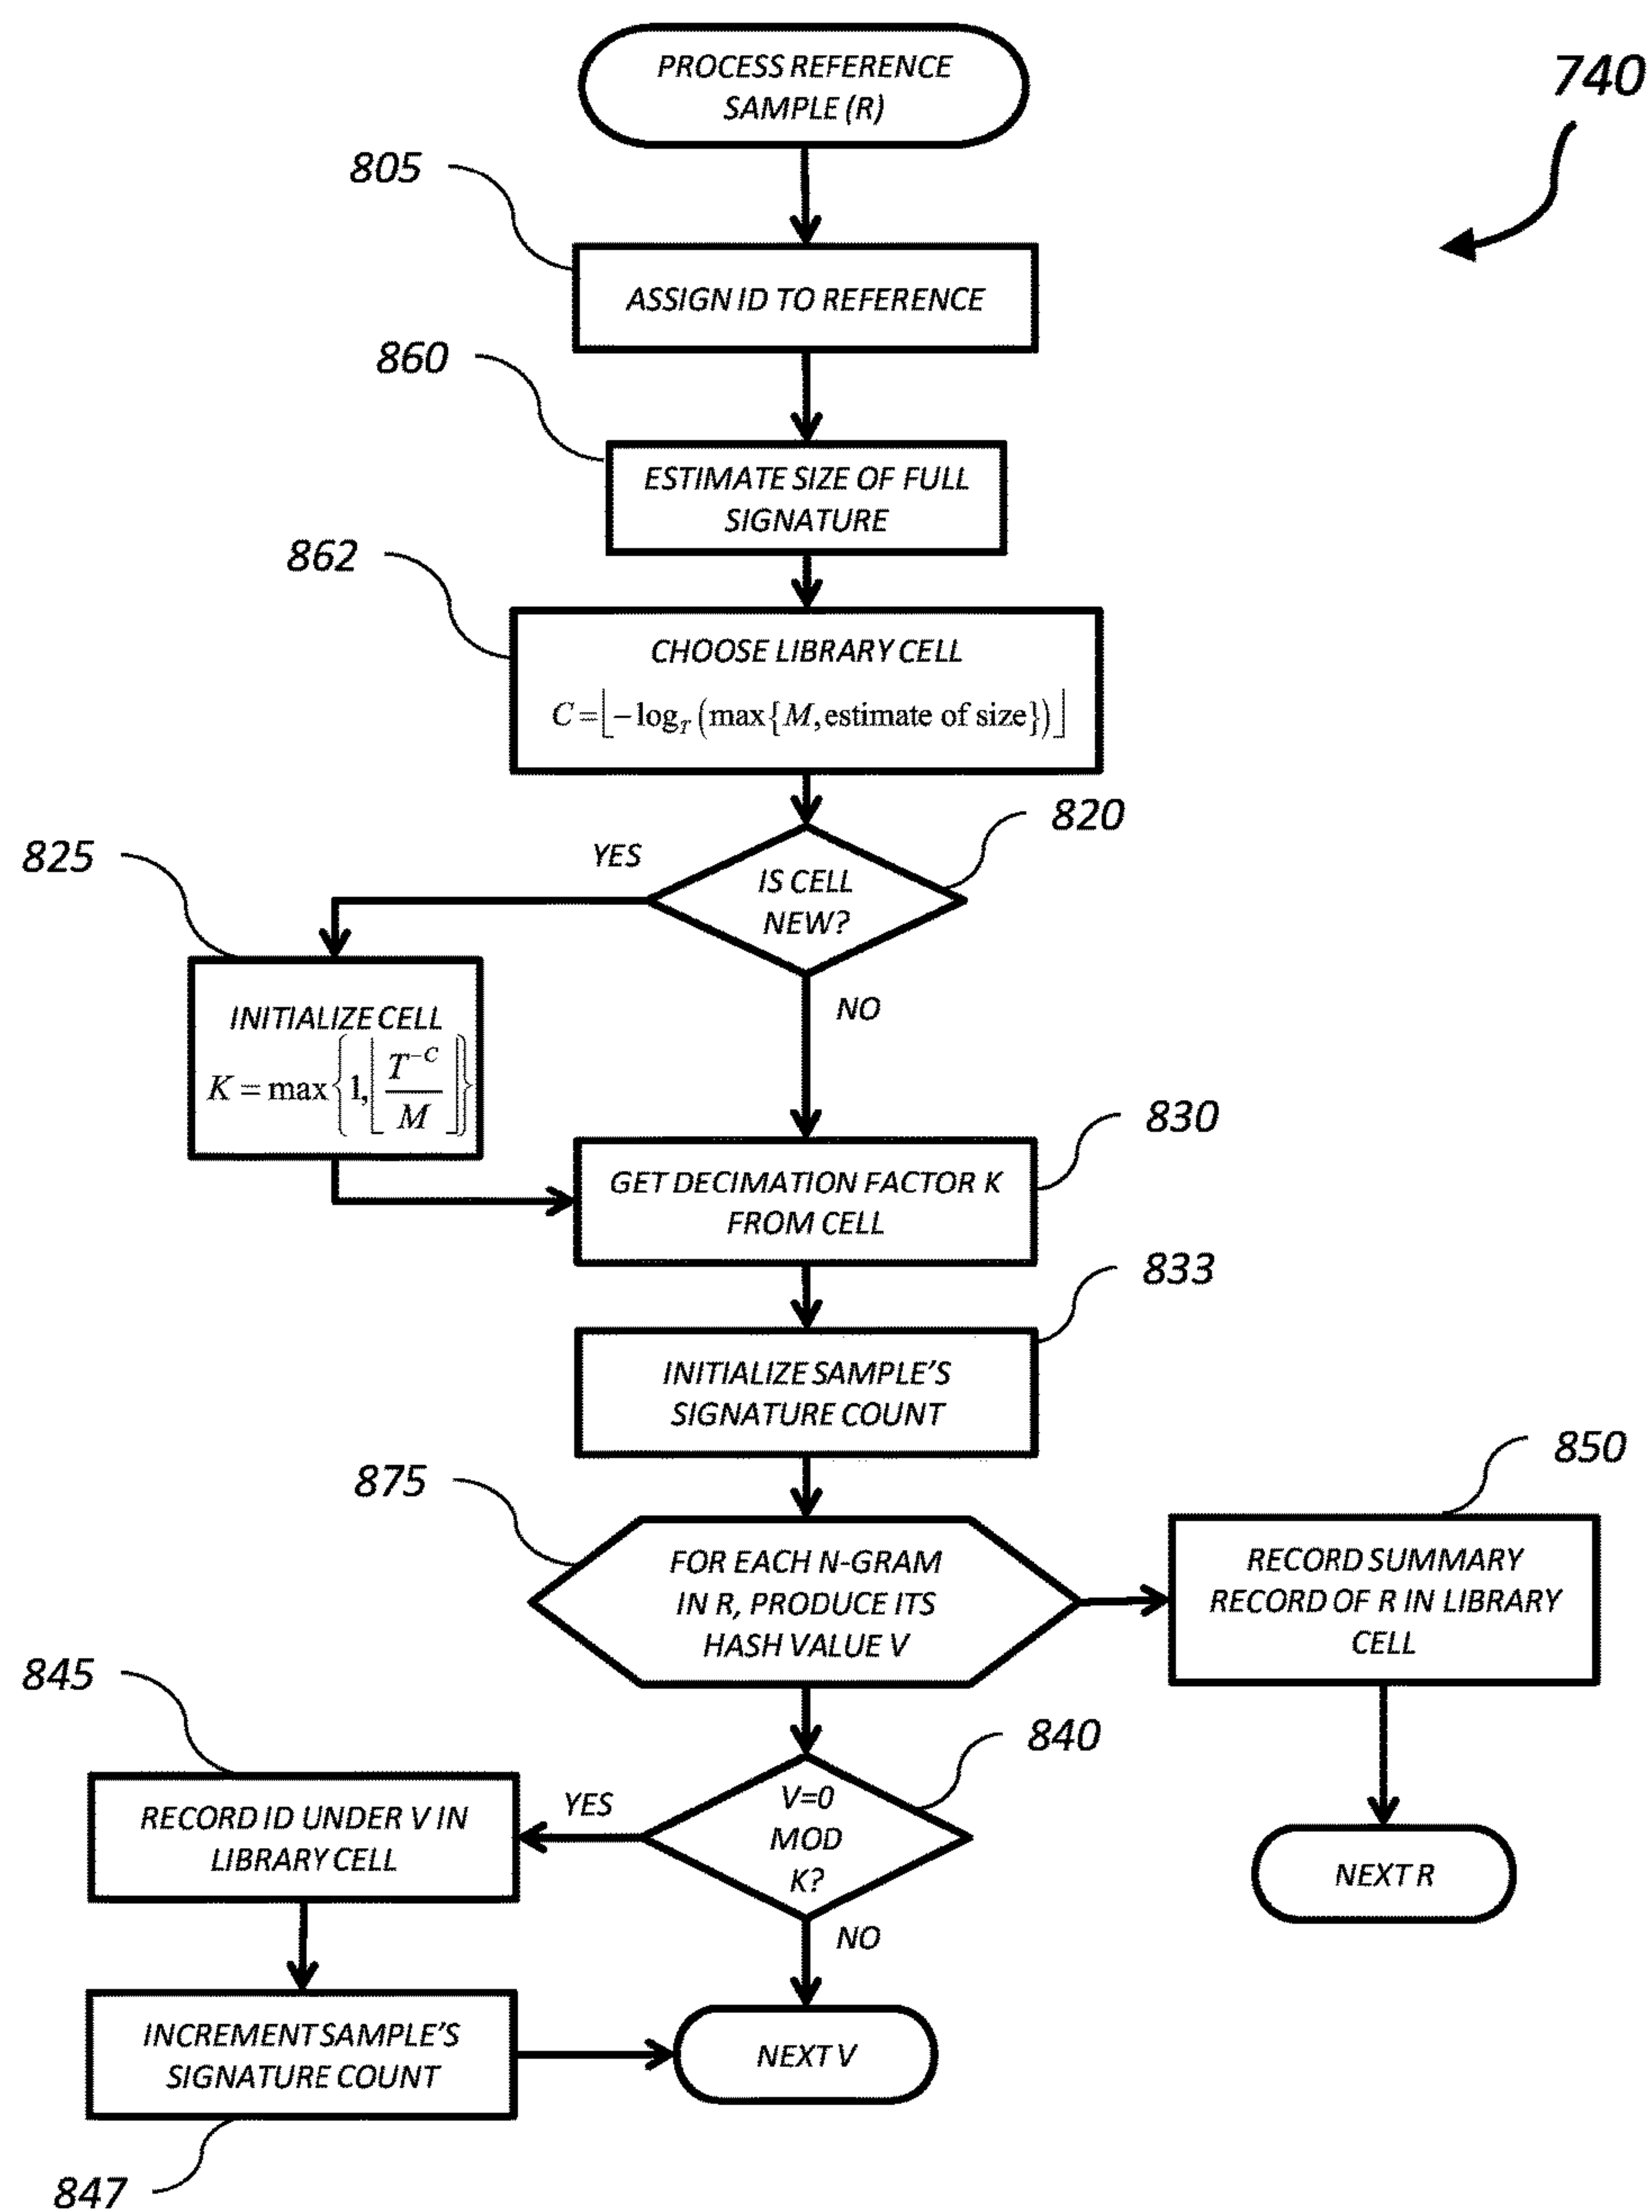 PROCESS REFERENCE
SAMPLE (R)
740
805
ASSIGN ID TO REFERENCE
860
ESTIMATE SIZE OF FULL
SIGNATURE
862
CHOOSE LIBRARY CELL
C = ⌊−log_T (max{M, estimate of size})⌋
820
825
YES
IS CELL
NEW?
NO
INITIALIZE CELL
K = max{1, ⌊T^−C / M⌋}
830
GET DECIMATION FACTOR K
FROM CELL
833
INITIALIZE SAMPLE'S
SIGNATURE COUNT
850
875
FOR EACH N-GRAM
IN R, PRODUCE ITS
HASH VALUE V
RECORD SUMMARY
RECORD OF R IN LIBRARY
CELL
845
840
RECORD ID UNDER V IN
LIBRARY CELL
YES
V=0
MOD
K?
NO
NEXT R
INCREMENT SAMPLE'S
SIGNATURE COUNT
NEXT V
847